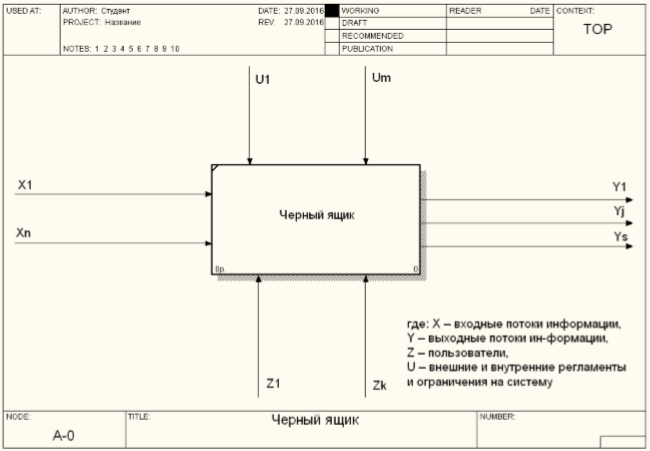 USED AT:
AUTHOR: Студент
DATE: 27.09.2016
WORKING
READER
DATE
CONTEXT:
PROJECT: Название
REV: 27.09.2016
DRAFT
TOP
RECOMMENDED
NOTES: 1 2 3 4 5 6 7 8 9 10
PUBLICATION
U1
Um
X1
Y1
Черный ящик
Yj
Xn
Ys
0р.
0
где: X – входные потоки информации,
Y – выходные потоки ин-формации,
Z – пользователи,
U – внешние и внутренние регламенты
и ограничения на систему
Z1
Zk
NODE:
TITLE:
Черный ящик
NUMBER:
A-0